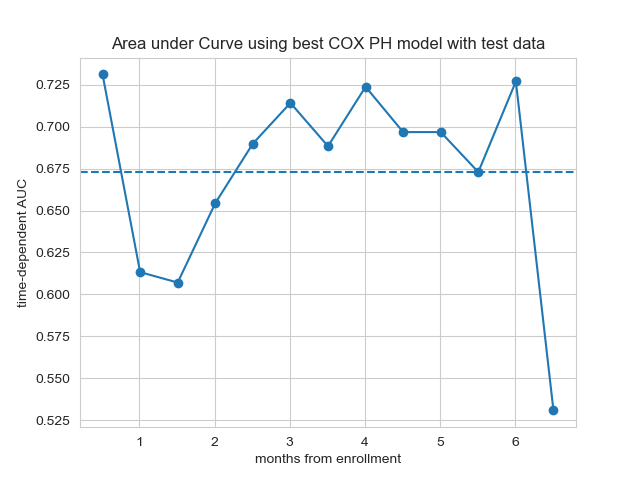 Area under Curve using best COX PH model with test data
time-dependent AUC
0.725
0.700
0.675
0.650
0.625
0.600
0.575
0.550
0.525
1 2 3 4 5 6
months from enrollment